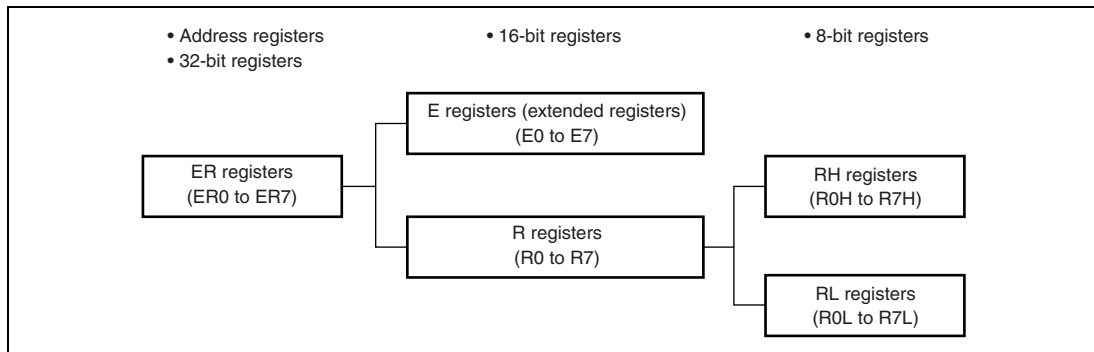 • Address registers
• 32-bit registers
• 16-bit registers
• 8-bit registers
E registers (extended registers)
(E0 to E7)
ER registers
(ER0 to ER7)
RH registers
(R0H to R7H)
R registers
(R0 to R7)
RL registers
(R0L to R7L)